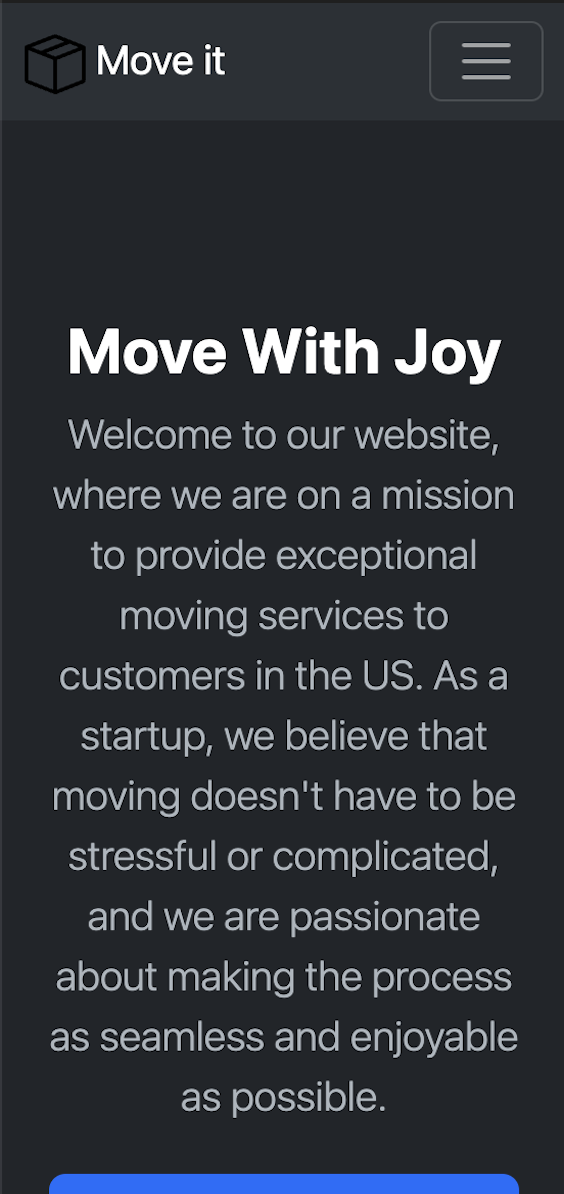 Move it
Move With Joy
Welcome to our website,
where we are on a mission
to provide exceptional
moving services to
customers in the US. As a
startup, we believe that
moving doesn't have to be
stressful or complicated,
and we are passionate
about making the process
as seamless and enjoyable
as possible.